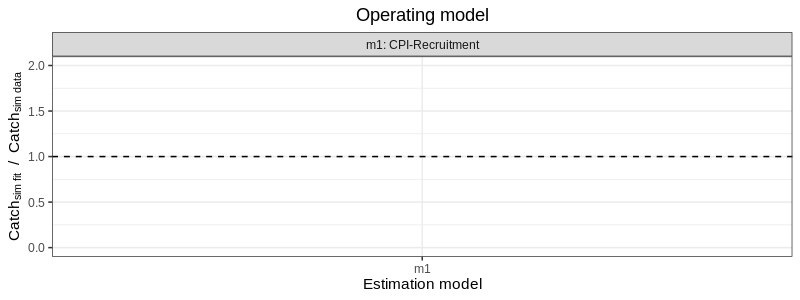 Operating model
m1: CPI-Recruitment
Catchsim fit / Catchsim data
2.0
1.5
1.0
0.5
0.0
m1
Estimation model